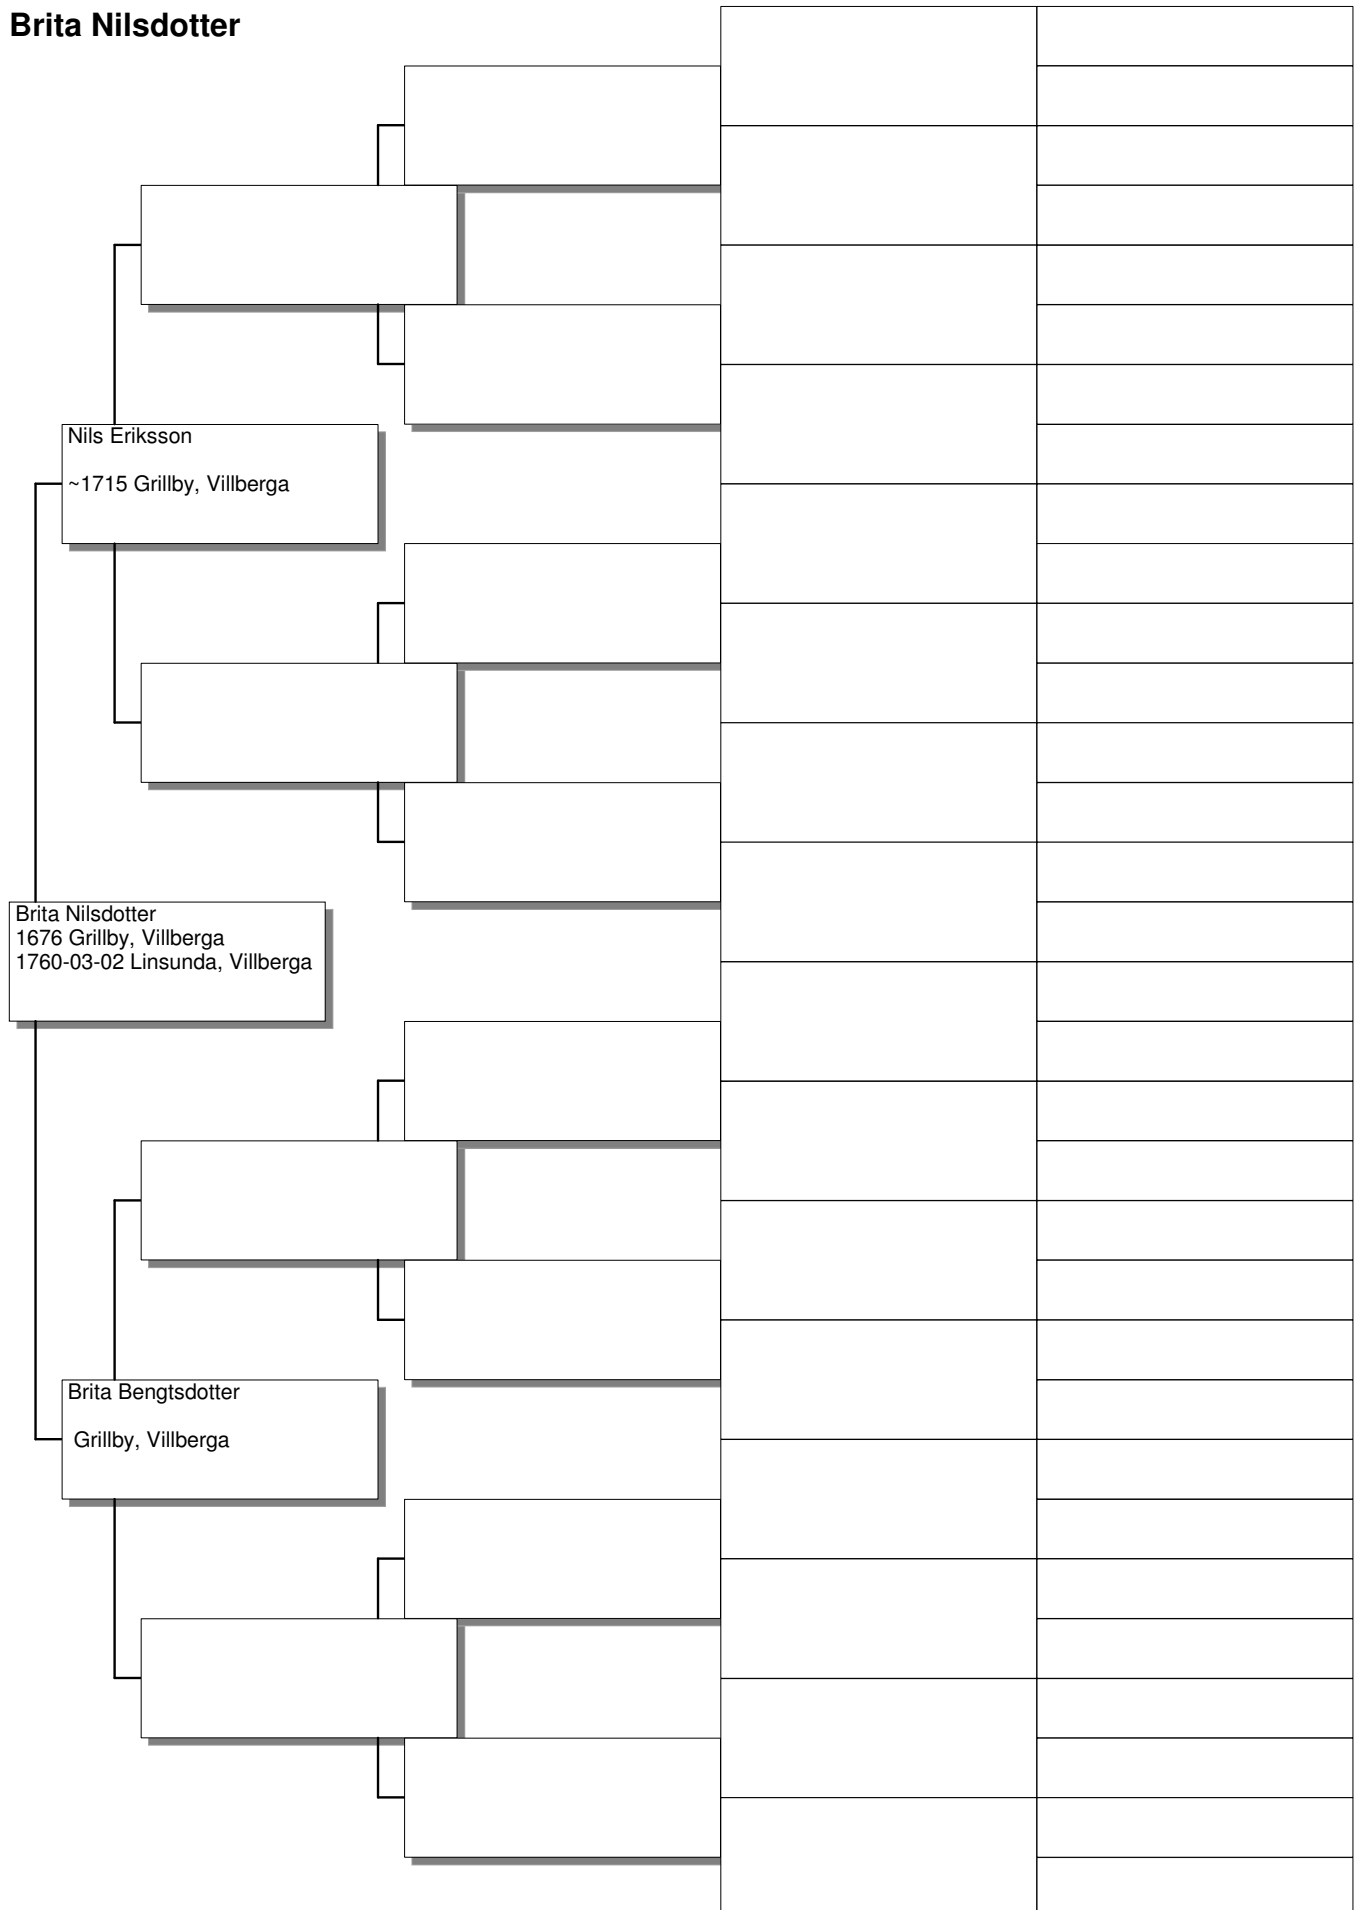 Brita Nilsdotter
Nils Eriksson
~1715 Grillby, Villberga
Brita Nilsdotter
1676 Grillby, Villberga
1760-03-02 Linsunda, Villberga
Brita Bengtsdotter
Grillby, Villberga